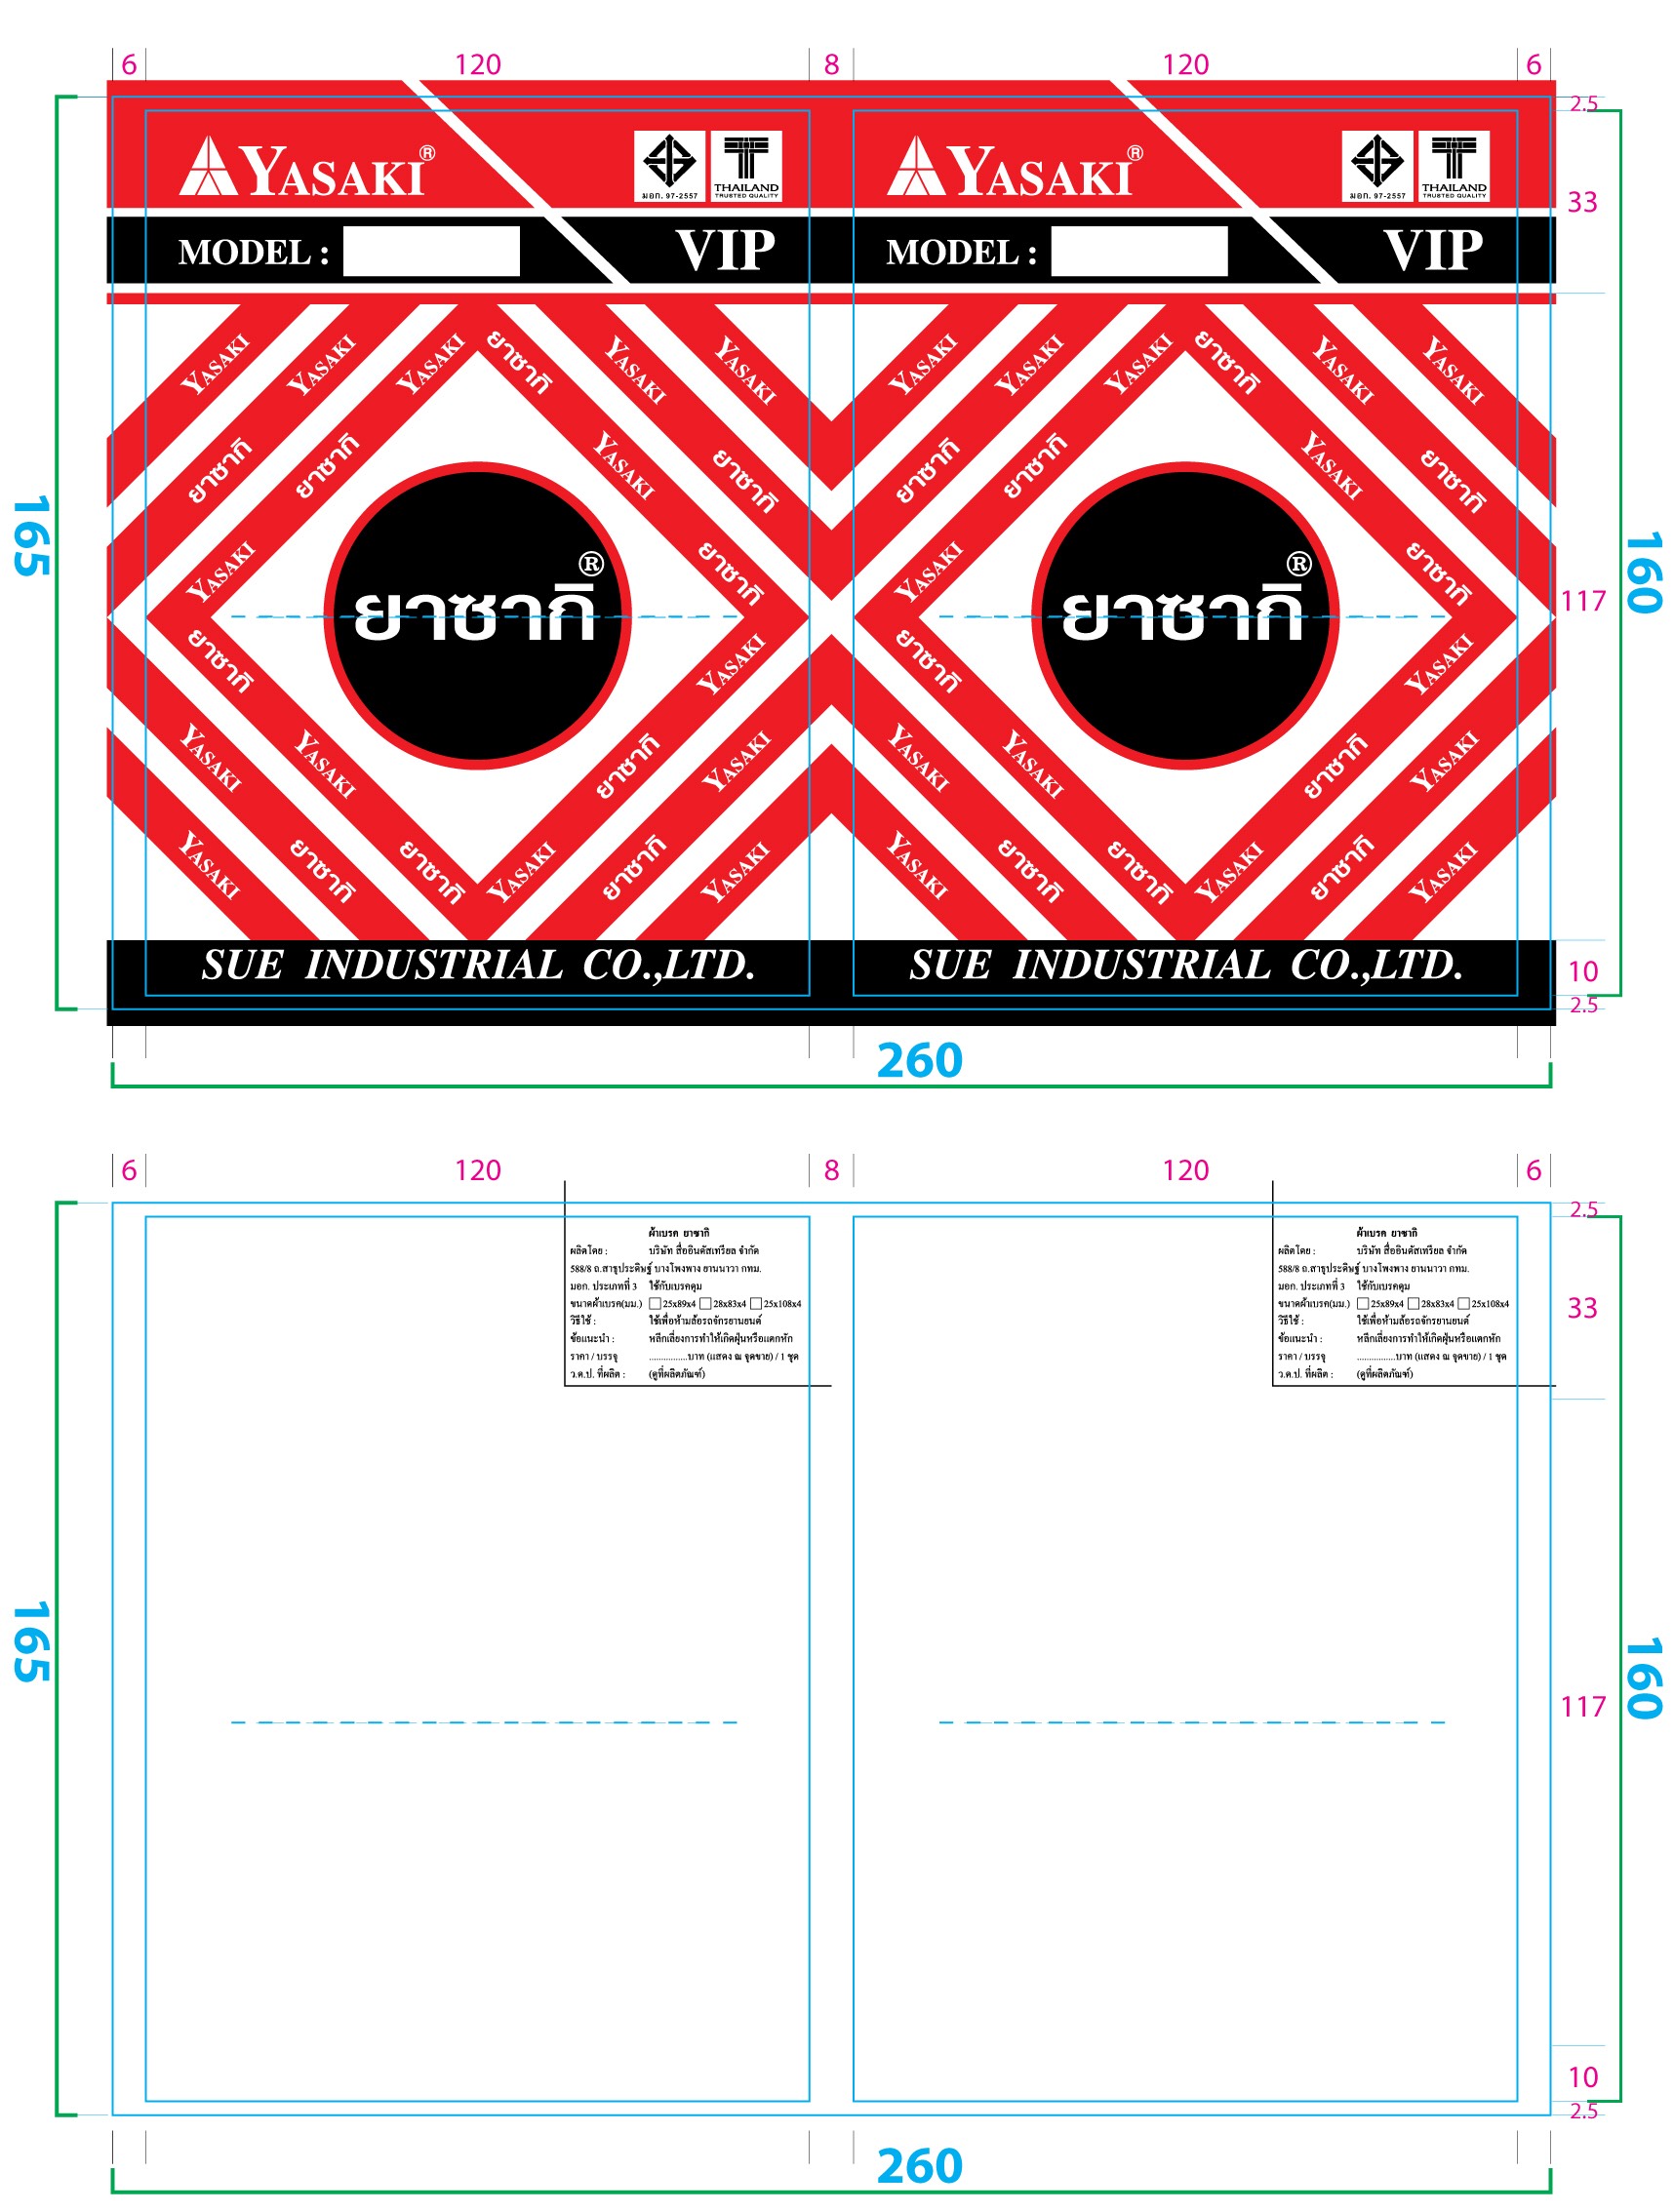 6 120 8 120 6
2.5
YASAKI® มอก. 97-2557 THAILAND TRUSTED QUALITY YASAKI® มอก. 97-2557 THAILAND TRUSTED QUALITY
33
MODEL : VIP MODEL : VIP
YASAKI YASAKI YASAKI ยาซากิ YASAKI YASAKI YASAKI YASAKI YASAKI ยาซากิ YASAKI YASAKI
ยาซากิ ยาซากิ YASAKI ยาซากิ ยาซากิ ยาซากิ YASAKI ยาซากิ
165 160
YASAKI ยาซากิ YASAKI ยาซากิ
ยาซากิ® ยาซากิ®
117
ยาซากิ YASAKI ยาซากิ YASAKI
YASAKI YASAKI ยาซากิ YASAKI YASAKI YASAKI ยาซากิ YASAKI
YASAKI ยาซากิ ยาซากิ YASAKI ยาซากิ YASAKI YASAKI ยาซากิ ยาซากิ YASAKI ยาซากิ YASAKI
SUE INDUSTRIAL CO.,LTD. SUE INDUSTRIAL CO.,LTD.
10
2.5
260
6 120 8 120 6
2.5
ผ้าเบรค ยาซากิ
ผลิตโดย : บริษัท สื่ออินดัสเทรียล จำกัด
588/8 ถ.สาธุประดิษฐ์ บางโพงพาง ยานนาวา กทม.
มอก. ประเภทที่ 3 ใช้กับเบรคดุม
ขนาดผ้าเบรค(มม.) 25x89x4 28x83x4 25x108x4
วิธีใช้ : ใช้เพื่อห้ามล้อรถจักรยานยนต์
ข้อแนะนำ : หลีกเลี่ยงการทำให้เกิดฝุ่นหรือแตกหัก
ราคา / บรรจุ ...............บาท (แสดง ณ จุดขาย) / 1 ชุด
ว.ด.ป. ที่ผลิต : (ดูที่ผลิตภัณฑ์)
ผ้าเบรค ยาซากิ
ผลิตโดย : บริษัท สื่ออินดัสเทรียล จำกัด
588/8 ถ.สาธุประดิษฐ์ บางโพงพาง ยานนาวา กทม.
มอก. ประเภทที่ 3 ใช้กับเบรคดุม
ขนาดผ้าเบรค(มม.) 25x89x4 28x83x4 25x108x4
วิธีใช้ : ใช้เพื่อห้ามล้อรถจักรยานยนต์
ข้อแนะนำ : หลีกเลี่ยงการทำให้เกิดฝุ่นหรือแตกหัก
ราคา / บรรจุ ...............บาท (แสดง ณ จุดขาย) / 1 ชุด
ว.ด.ป. ที่ผลิต : (ดูที่ผลิตภัณฑ์)
33
165 160
117
10
2.5
260